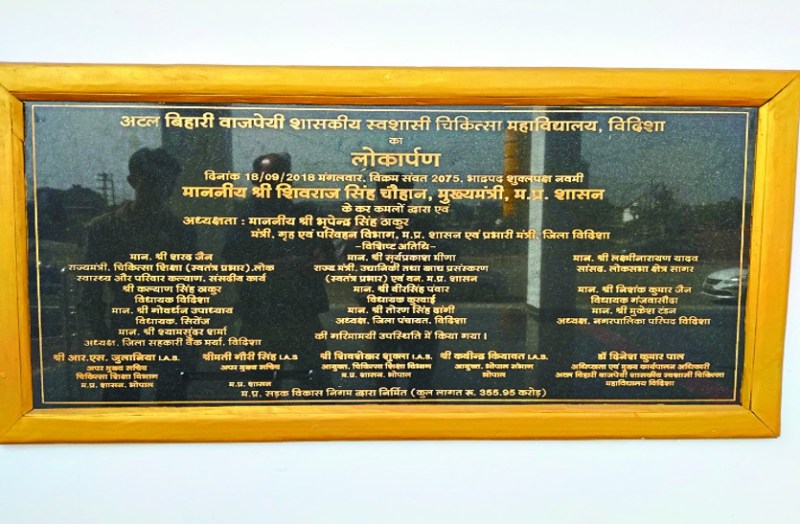 अटल बिहारी वाजपेयी शासकीय स्वशासी चिकित्सा महाविद्यालय, विदिशा
का
लोकार्पण
दिनांक 18/09/2018 मंगलवार, विक्रम संवत 2075, भाद्रपद शुक्लपक्ष नवमी
माननीय श्री शिवराज सिंह चौहान, मुख्यमंत्री, म.प्र. शासन
के कर कमलों द्वारा एवं
अध्यक्षता : माननीय श्री भूपेन्द्र सिंह ठाकुर
मंत्री, गृह एवं परिवहन विभाग, म.प्र. शासन एवं प्रभारी मंत्री, जिला विदिशा
-विशिष्ट अतिथि-
मान. श्री शरद जैन
राज्यमंत्री, चिकित्सा शिक्षा (स्वतंत्र प्रभार),लोक
स्वास्थ्य और परिवार कल्याण, संसदीय कार्य
श्री कल्याण सिंह ठाकुर
विधायक विदिशा
मान. श्री गोवर्धन उपाध्याय
विधायक, सिरोंज
मान. श्री श्यामसुंदर शर्मा
अध्यक्ष, जिला सहकारी बैंक मर्या. विदिशा
मान. श्री सूर्यप्रकाश मीणा
राज्य मंत्री, उद्यानिकी तथा खाद्य प्रसंस्करण
(स्वतंत्र प्रभार) एवं वन, म.प्र. शासन
मान. श्री वीरसिंह पंवार
विधायक कुरवाई
मान. श्री तोरण सिंह दांगी
अध्यक्ष, जिला पंचायत, विदिशा
मान. श्री लक्ष्मीनारायण यादव
सांसद, लोकसभा क्षेत्र सागर
मान. श्री निशंक कुमार जैन
विधायक गंजबासौदा
मान. श्री मुकेश टंडन
अध्यक्ष, नगरपालिका परिषद विदिशा
की गरिमामयी उपस्थिति में किया गया।
श्री आर.एस. जुलानिया I.A.S.
अपर मुख्य सचिव
चिकित्सा शिक्षा विभाग
म.प्र. शासन, भोपाल
श्रीमती गौरी सिंह I.A.S
अपर मुख्य सचिव
म.प्र. शासन
श्री शिवशेखर शुक्ला I.A.S
आयुक्त, चिकित्सा शिक्षा विभाग
म.प्र. शासन, भोपाल
श्री कवीन्द्र कियावत I.A.S
आयुक्त, भोपाल संभाग
भोपाल
डॉ दिनेश कुमार पाल
अधिष्ठाता एवं मुख्य कार्यपालन अधिकारी
अटल बिहारी वाजपेयी शासकीय स्वशासी चिकित्सा
महाविद्यालय विदिशा
म.प्र. सड़क विकास निगम द्वारा निर्मित (कुल लागत रू. 355.95 करोड़)